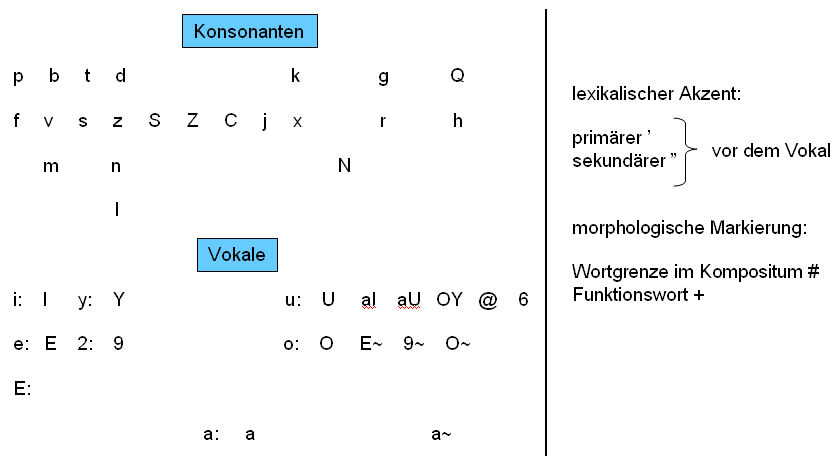 Konsonanten
p b t d k g Q
f v s z S Z C j x r h
m n N
l
Vokale
i: I y: Y u: U aI aU OY @ 6
e: E 2: 9 o: O E~ 9~ O~
E:
a: a a~
lexikalischer Akzent:
primärer ’
sekundärer ”
vor dem Vokal
morphologische Markierung:
Wortgrenze im Kompositum #
Funktionswort +